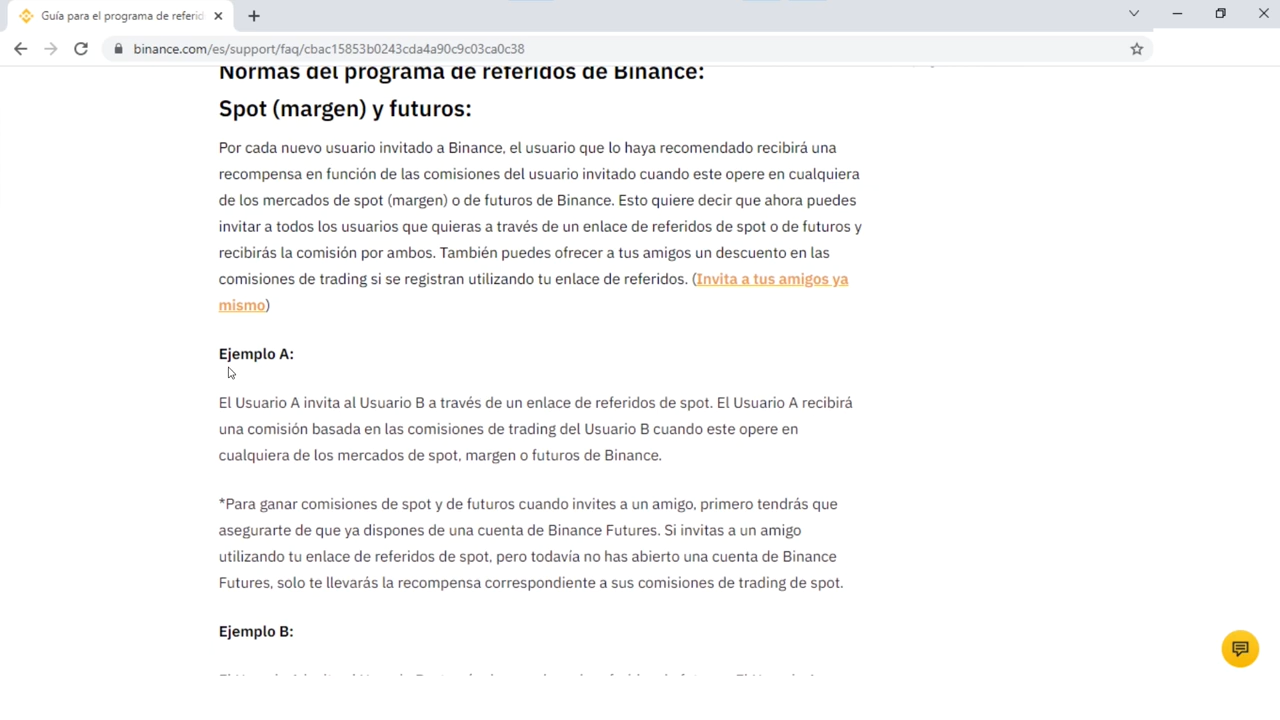 Guía para el programa de referid
binance.com/es/support/faq/cbac15853b0243cda4a90c9c03ca0c38
Normas del programa de referidos de Binance:
Spot (margen) y futuros:
Por cada nuevo usuario invitado a Binance, el usuario que lo haya recomendado recibirá una
recompensa en función de las comisiones del usuario invitado cuando este opere en cualquiera
de los mercados de spot (margen) o de futuros de Binance. Esto quiere decir que ahora puedes
invitar a todos los usuarios que quieras a través de un enlace de referidos de spot o de futuros y
recibirás la comisión por ambos. También puedes ofrecer a tus amigos un descuento en las
comisiones de trading si se registran utilizando tu enlace de referidos. (Invita a tus amigos ya
mismo)
Ejemplo A:
El Usuario A invita al Usuario B a través de un enlace de referidos de spot. El Usuario A recibirá
una comisión basada en las comisiones de trading del Usuario B cuando este opere en
cualquiera de los mercados de spot, margen o futuros de Binance.
*Para ganar comisiones de spot y de futuros cuando invites a un amigo, primero tendrás que
asegurarte de que ya dispones de una cuenta de Binance Futures. Si invitas a un amigo
utilizando tu enlace de referidos de spot, pero todavía no has abierto una cuenta de Binance
Futures, solo te llevarás la recompensa correspondiente a sus comisiones de trading de spot.
Ejemplo B: